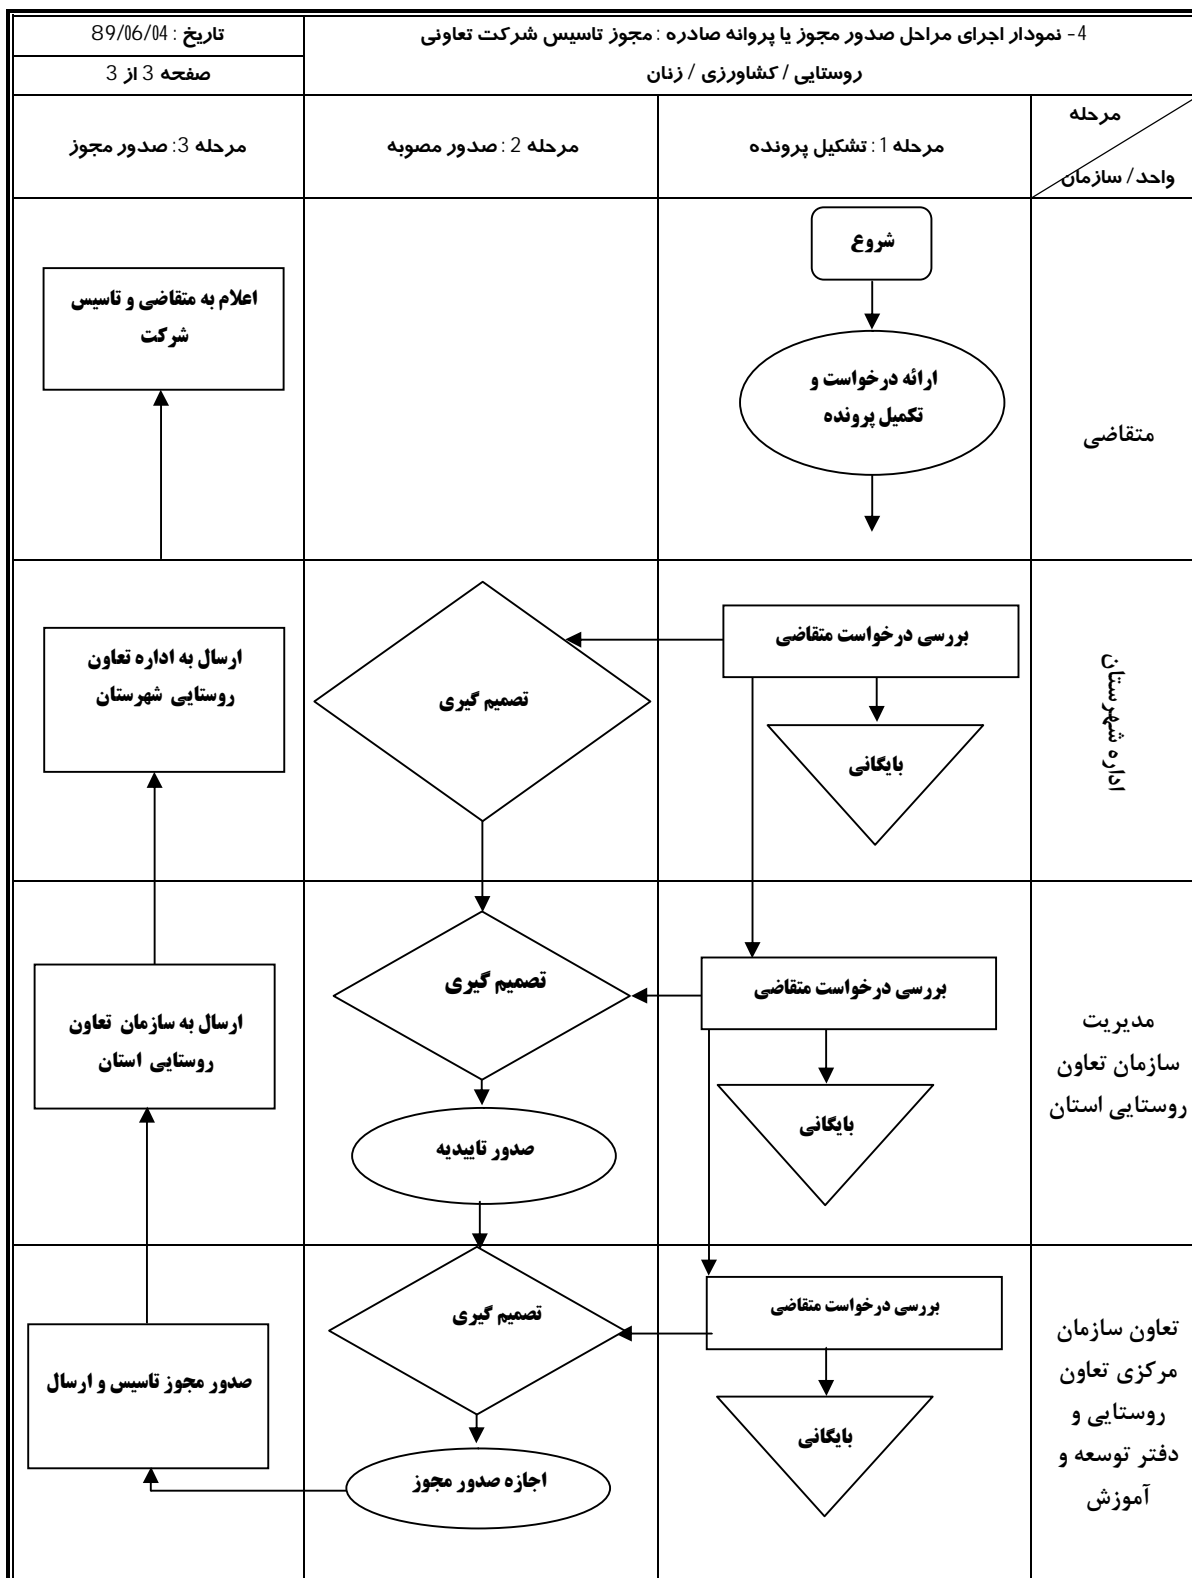 4- نمودار اجرای مراحل صدور مجوز یا پروانه صادره : مجوز تاسیس شرکت تعاونی
روستایی / کشاورزی / زنان
تاریخ : 89/06/04
صفحه 3 از 3
مرحله
واحد/ سازمان
مرحله 1: تشکیل پرونده
مرحله 2 : صدور مصوبه
مرحله 3: صدور مجوز
متقاضی
شروع
ارائه درخواست و
تکمیل پرونده
اعلام به متقاضی و تاسیس
شرکت
اداره شهرستان
بررسی درخواست متقاضی
بایگانی
تصمیم گیری
ارسال به اداره تعاون
روستایی شهرستان
مدیریت
سازمان تعاون
روستایی استان
بررسی درخواست متقاضی
بایگانی
تصمیم گیری
صدور تاییدیه
ارسال به سازمان تعاون
روستایی استان
تعاون سازمان
مرکزی تعاون
روستایی و
دفتر توسعه و
آموزش
بررسی درخواست متقاضی
بایگانی
تصمیم گیری
اجازه صدور مجوز
صدور مجوز تاسیس و ارسال